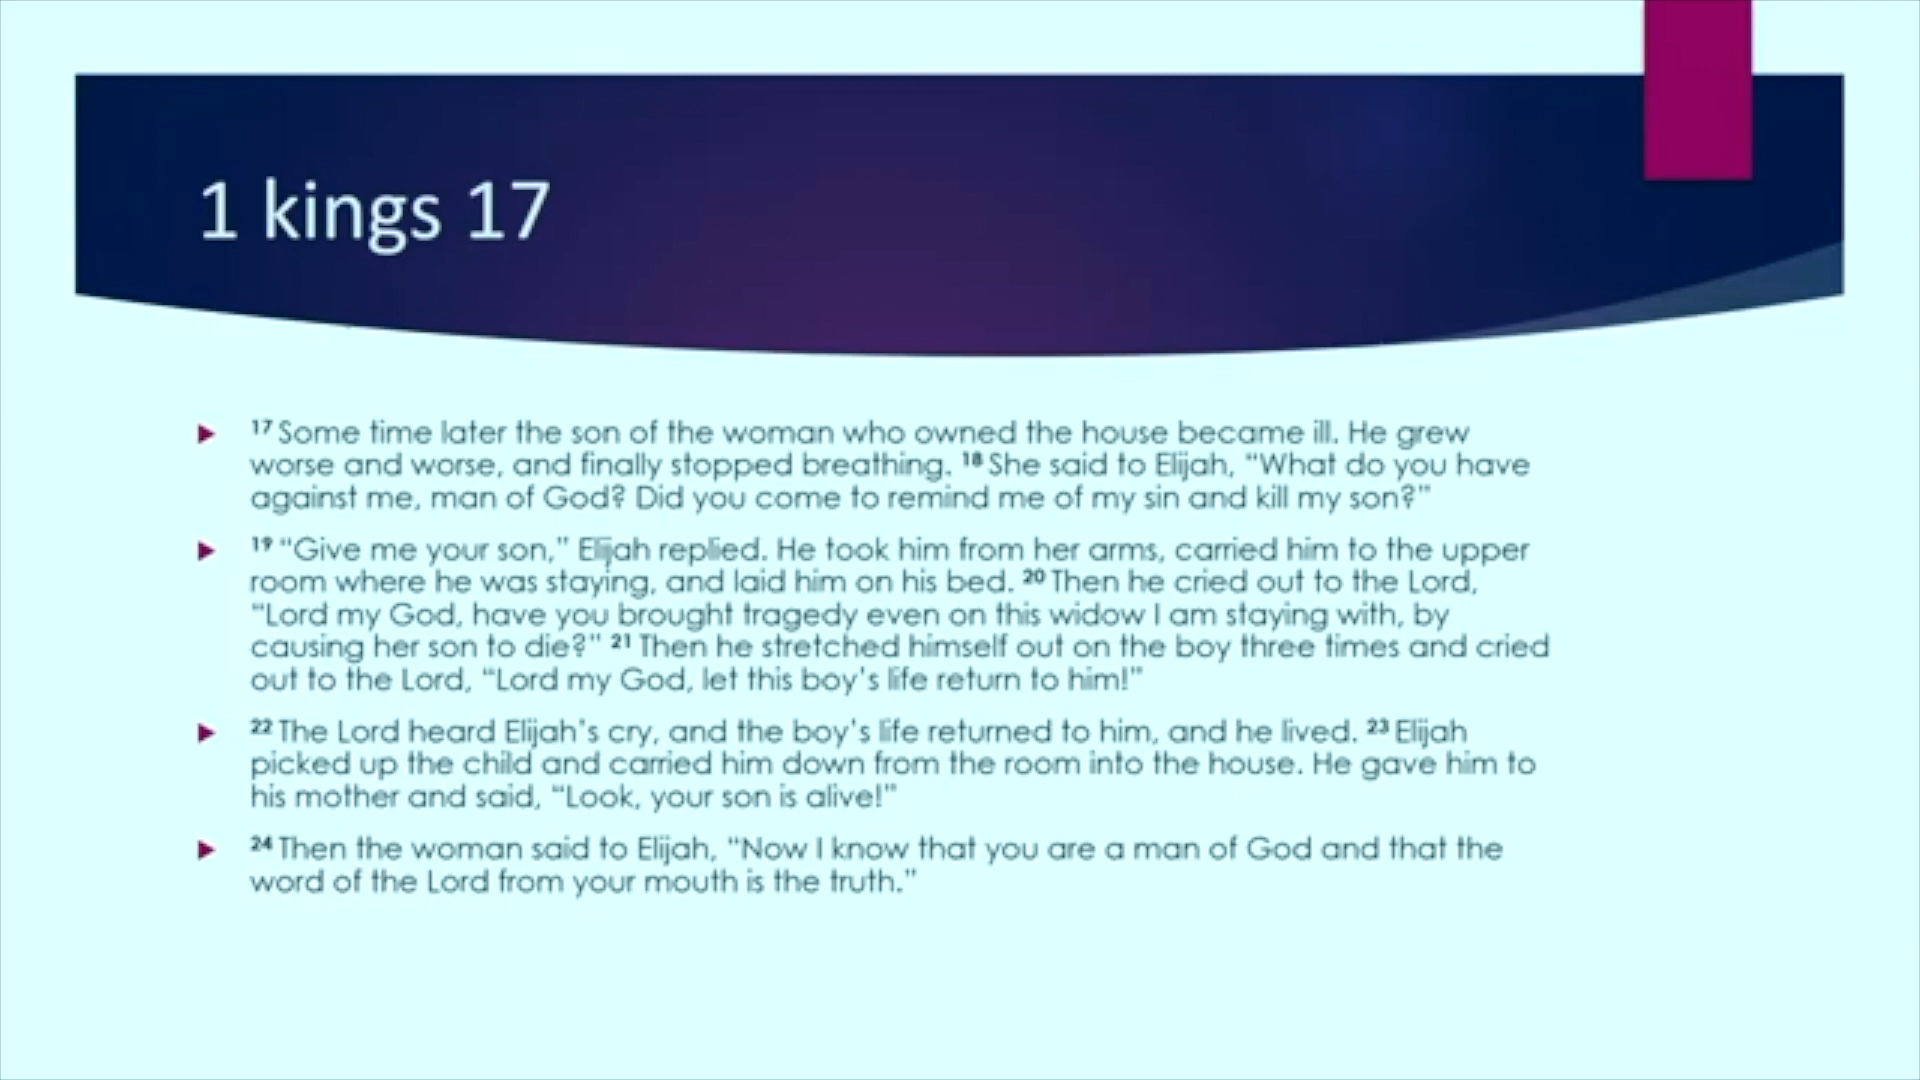 1 kings 17
17 Some time later the son of the woman who owned the house became ill. He grew
worse and worse, and finally stopped breathing. 18 She said to Elijah, “What do you have
against me, man of God? Did you come to remind me of my sin and kill my son?”
19 “Give me your son,” Elijah replied. He took him from her arms, carried him to the upper
room where he was staying, and laid him on his bed. 20 Then he cried out to the Lord,
“Lord my God, have you brought tragedy even on this widow I am staying with, by
causing her son to die?” 21 Then he stretched himself out on the boy three times and cried
out to the Lord, “Lord my God, let this boy’s life return to him!”
22 The Lord heard Elijah’s cry, and the boy’s life returned to him, and he lived. 23 Elijah
picked up the child and carried him down from the room into the house. He gave him to
his mother and said, “Look, your son is alive!”
24 Then the woman said to Elijah, “Now I know that you are a man of God and that the
word of the Lord from your mouth is the truth.”